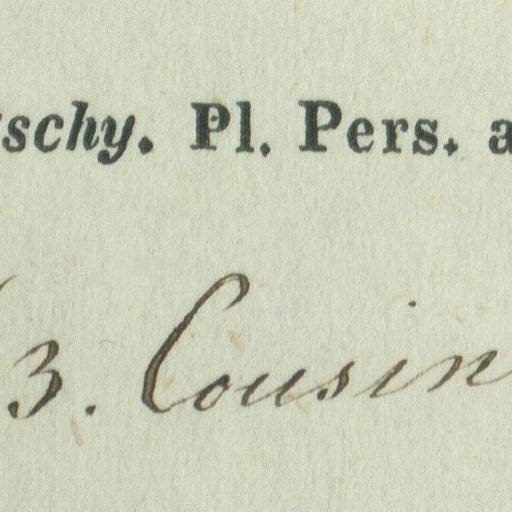 schy. Pl. Pers. a
3. Cousin